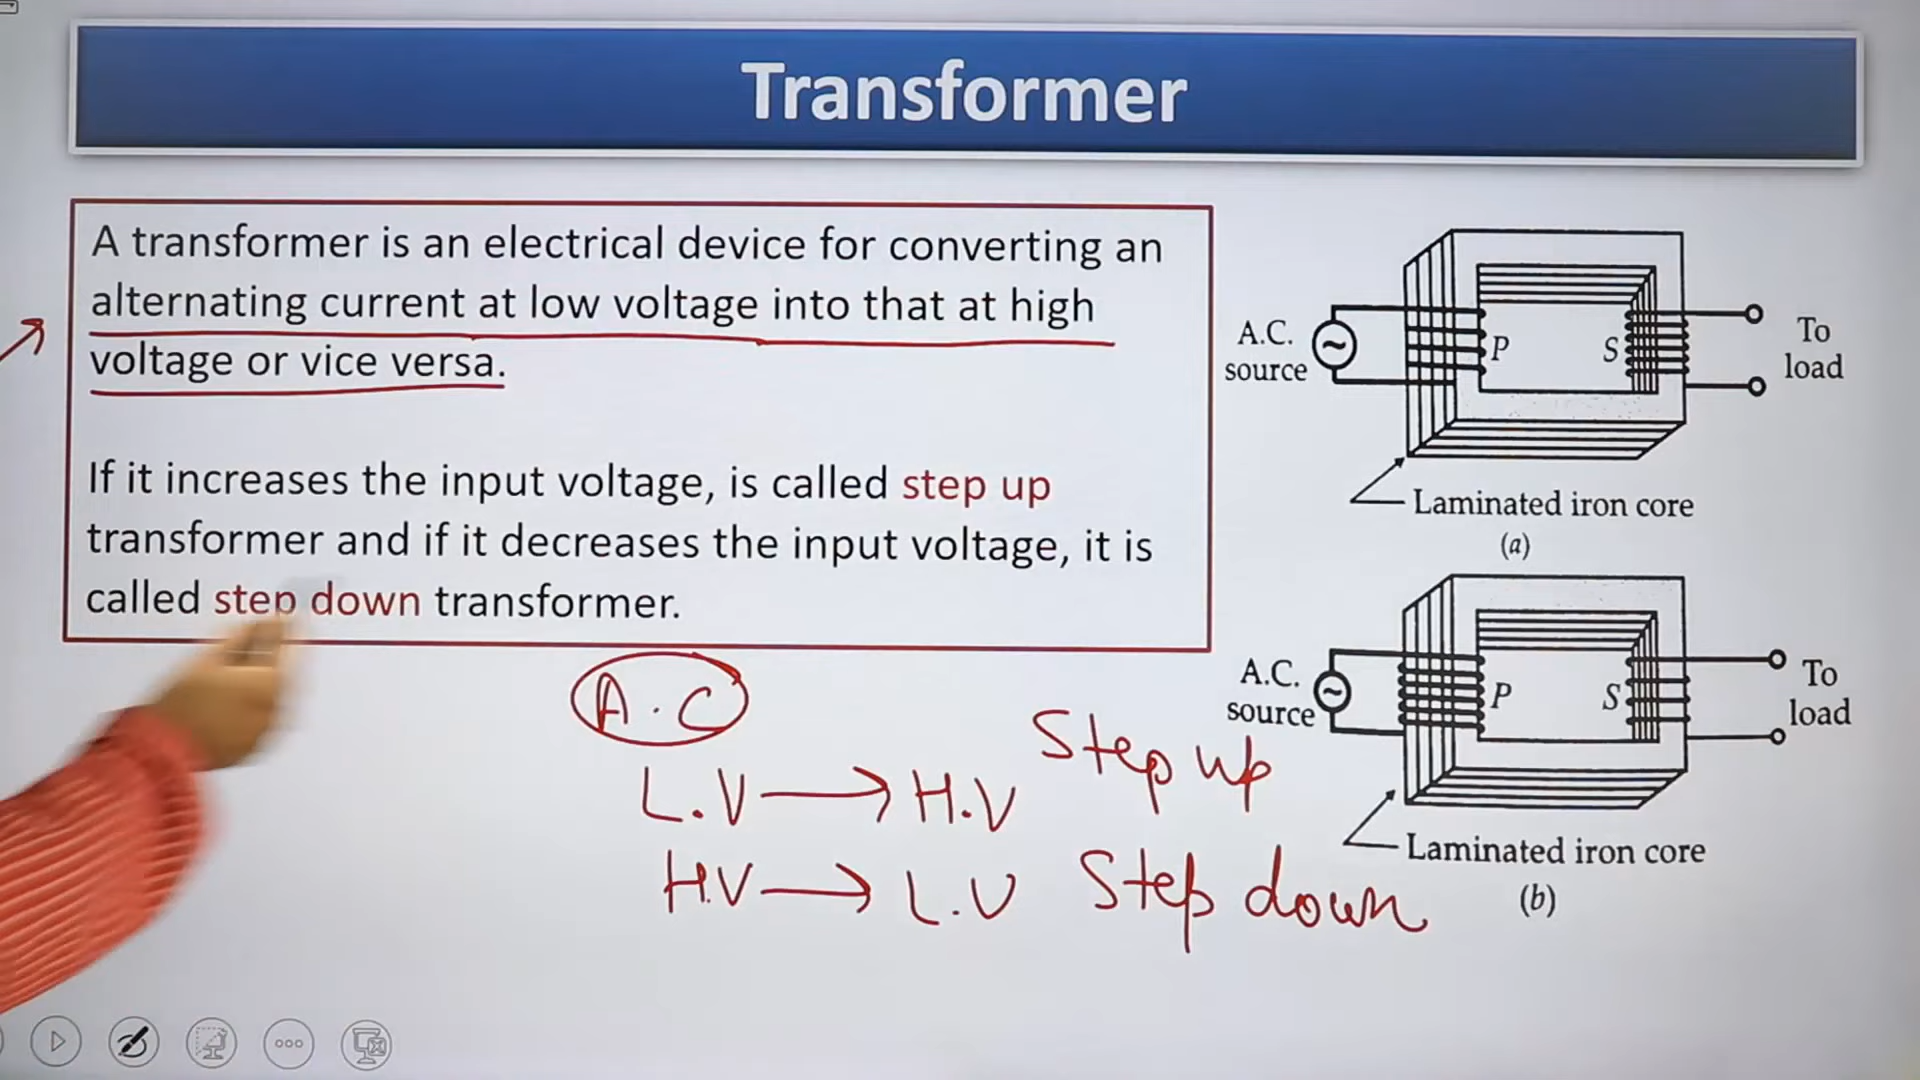 Transformer
A transformer is an electrical device for converting an
alternating current at low voltage into that at high
voltage or vice versa.
If it increases the input voltage, is called step up
transformer and if it decreases the input voltage, it is
called step down transformer.
A.C
L.V → H.V Step up
H.V → L.V Step down
A.C.
source
P
S
To
load
Laminated iron core
(a)
A.C.
source
P
S
To
load
Laminated iron core
(b)